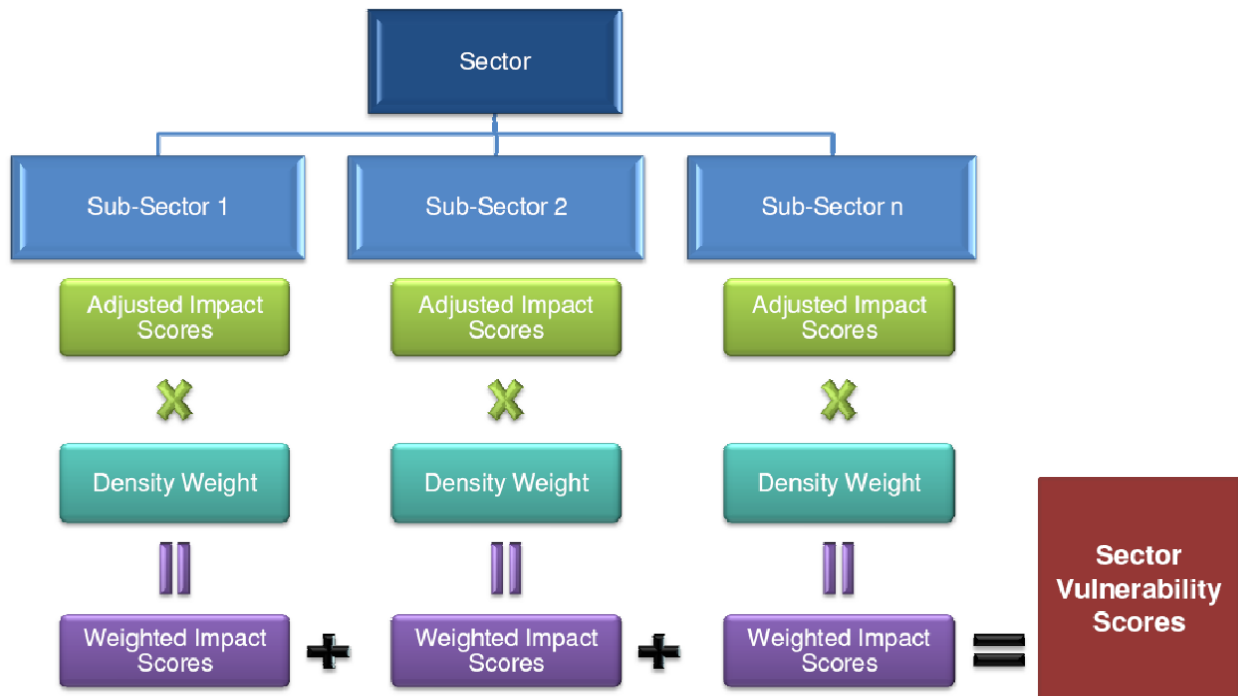 Sector
Sub-Sector 1
Sub-Sector 2
Sub-Sector n
Adjusted Impact
Scores
Adjusted Impact
Scores
Adjusted Impact
Scores
Density Weight
Density Weight
Density Weight
Weighted Impact
Scores
Weighted Impact
Scores
Weighted Impact
Scores
Sector
Vulnerability
Scores